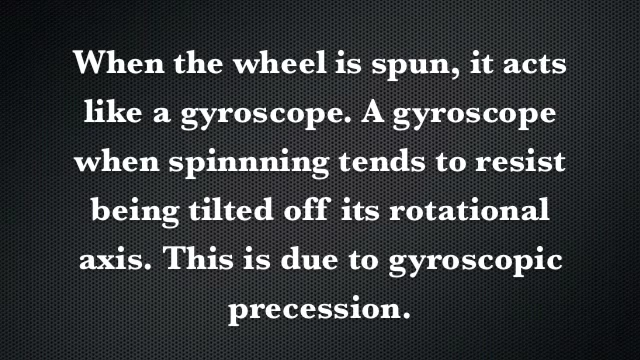 When the wheel is spun, it acts
like a gyroscope. A gyroscope
when spinnning tends to resist
being tilted off its rotational
axis. This is due to gyroscopic
precession.